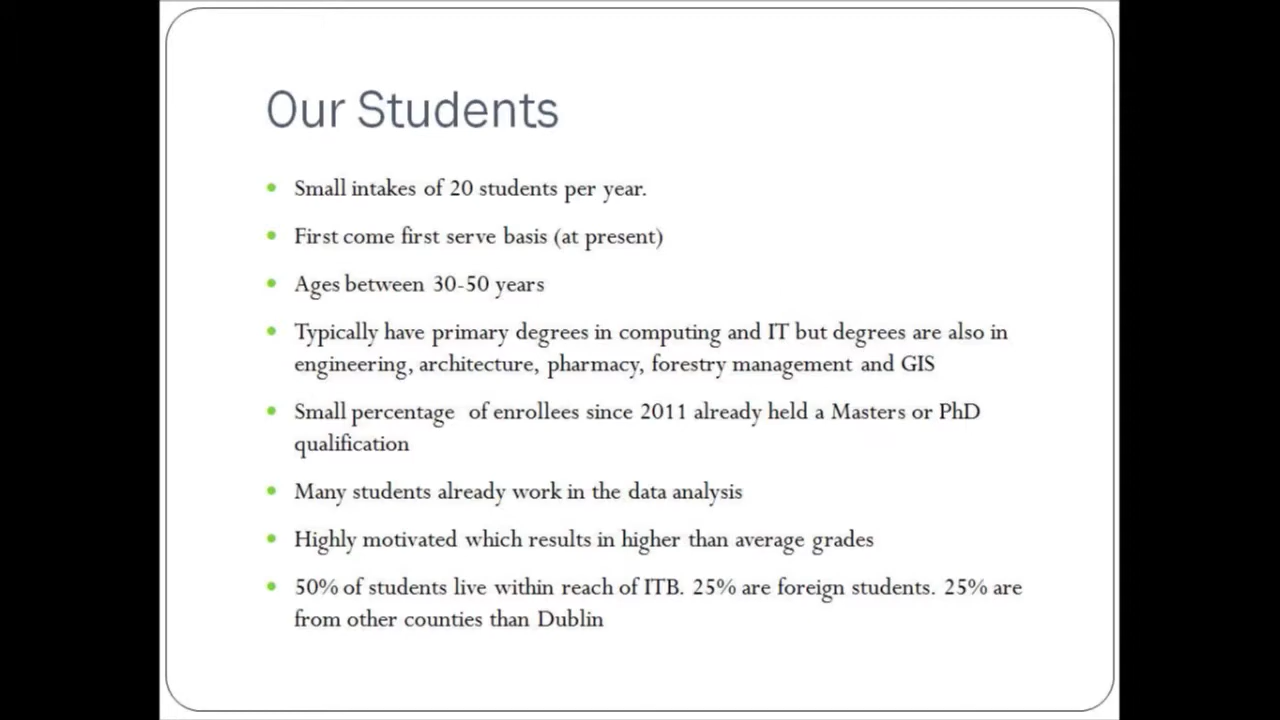 Our Students
Small intakes of 20 students per year.
First come first serve basis (at present)
Ages between 30-50 years
Typically have primary degrees in computing and IT but degrees are also in
engineering, architecture, pharmacy, forestry management and GIS
Small percentage of enrollees since 2011 already held a Masters or PhD
qualification
Many students already work in the data analysis
Highly motivated which results in higher than average grades
50% of students live within reach of ITB. 25% are foreign students. 25% are
from other counties than Dublin